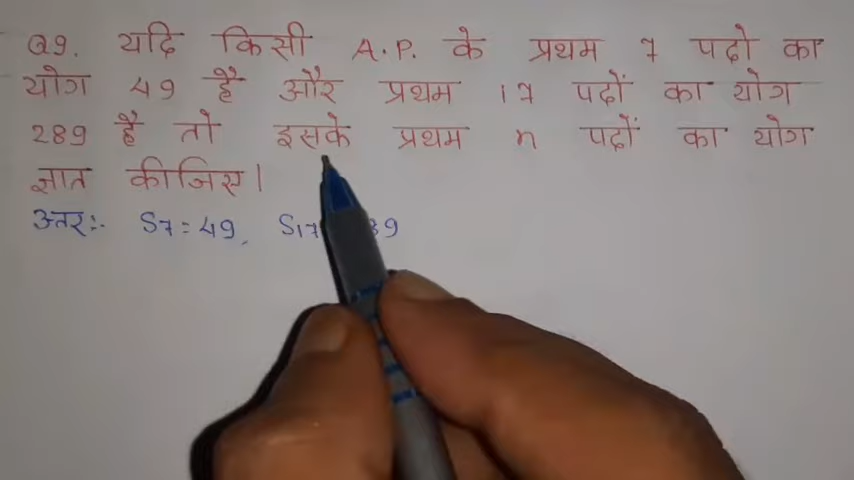 Q9. यदि किसी A.P. के प्रथम 7 पदो का
योग 49 है और प्रथम 17 पदों का योग
289 है तो इसके प्रथम n पदों का योग
ज्ञात कीजिए।
उत्तर:- S7 = 49, S17 89